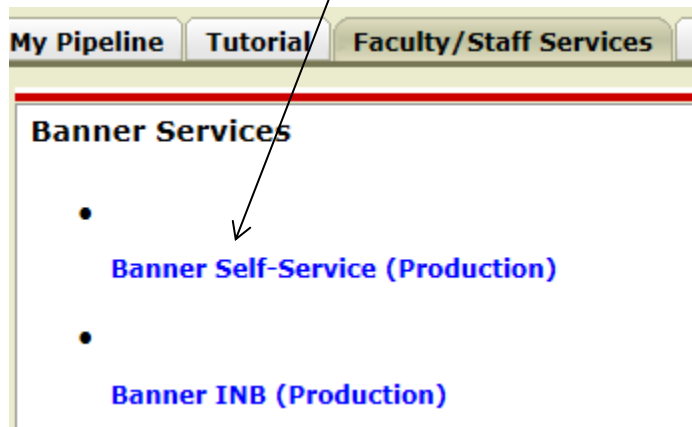 My Pipeline Tutorial Faculty/Staff Services
Banner Services
Banner Self-Service (Production)
Banner INB (Production)